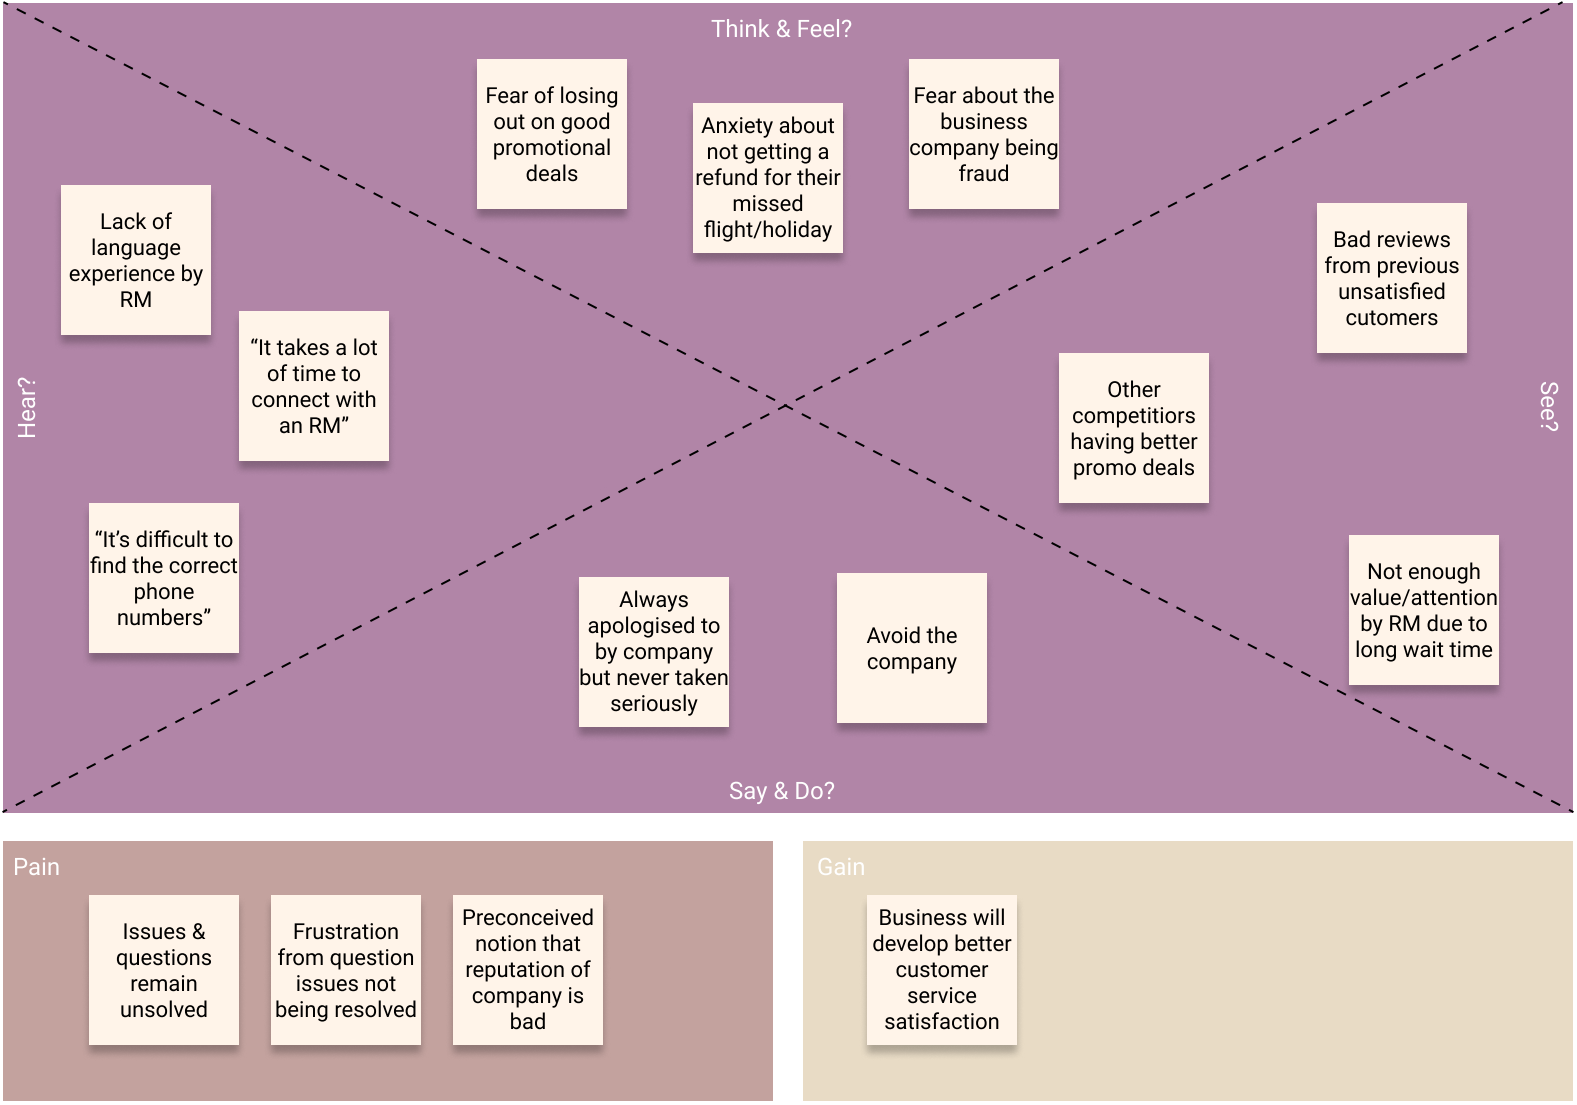 Think & Feel?
Fear of losing
out on good
promotional
deals
Anxiety about
not getting a
refund for their
missed
flight/holiday
Fear about the
business
company being
fraud
Hear?
Lack of
language
experience by
RM
“It takes a lot
of time to
connect with
an RM”
“It’s difficult to
find the correct
phone
numbers”
See?
Bad reviews
from previous
unsatisfied
cutomers
Other
competitiors
having better
promo deals
Not enough
value/attention
by RM due to
long wait time
Always
apologised to
by company
but never taken
seriously
Avoid the
company
Say & Do?
Pain
Issues &
questions
remain
unsolved
Frustration
from question
issues not
being resolved
Preconceived
notion that
reputation of
company is
bad
Gain
Business will
develop better
customer
service
satisfaction